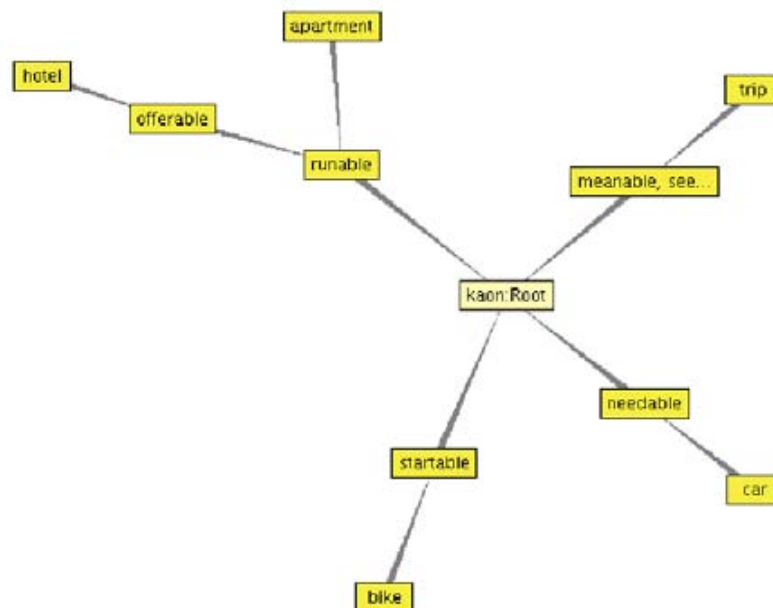 apartment
hotel
trip
offerable
runable
meanable, see...
kaon:Root
needable
startable
car
bike